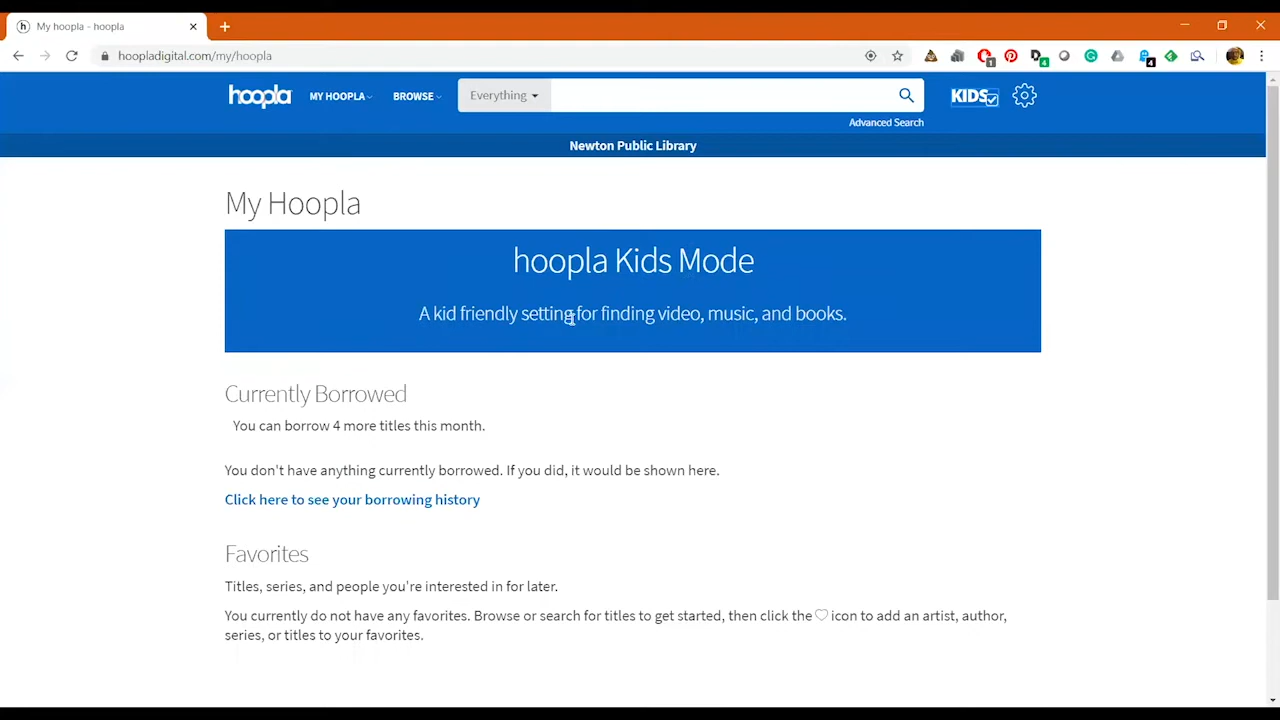 My hoopla - hoopla
hoopladigital.com/my/hoopla
1
4
4
hoopla
MY HOOPLA
BROWSE
Everything
KIDS
Advanced Search
Newton Public Library
My Hoopla
hoopla Kids Mode
A kid friendly setting for finding video, music, and books.
Currently Borrowed
You can borrow 4 more titles this month.
You don't have anything currently borrowed. If you did, it would be shown here.
Click here to see your borrowing history
Favorites
Titles, series, and people you're interested in for later.
You currently do not have any favorites. Browse or search for titles to get started, then click the ♡ icon to add an artist, author,
series, or titles to your favorites.